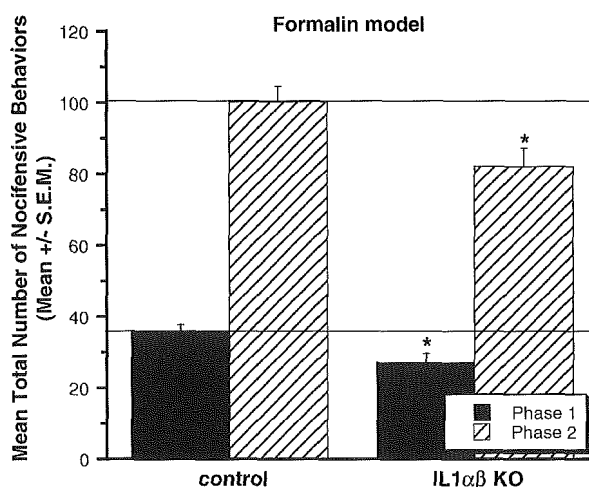 Formalin model
Mean Total Number of Nocifensive Behaviors
(Mean +/- S.E.M.)
120
100
80
60
40
20
0
*
*
Phase 1
Phase 2
control
IL1αβ KO